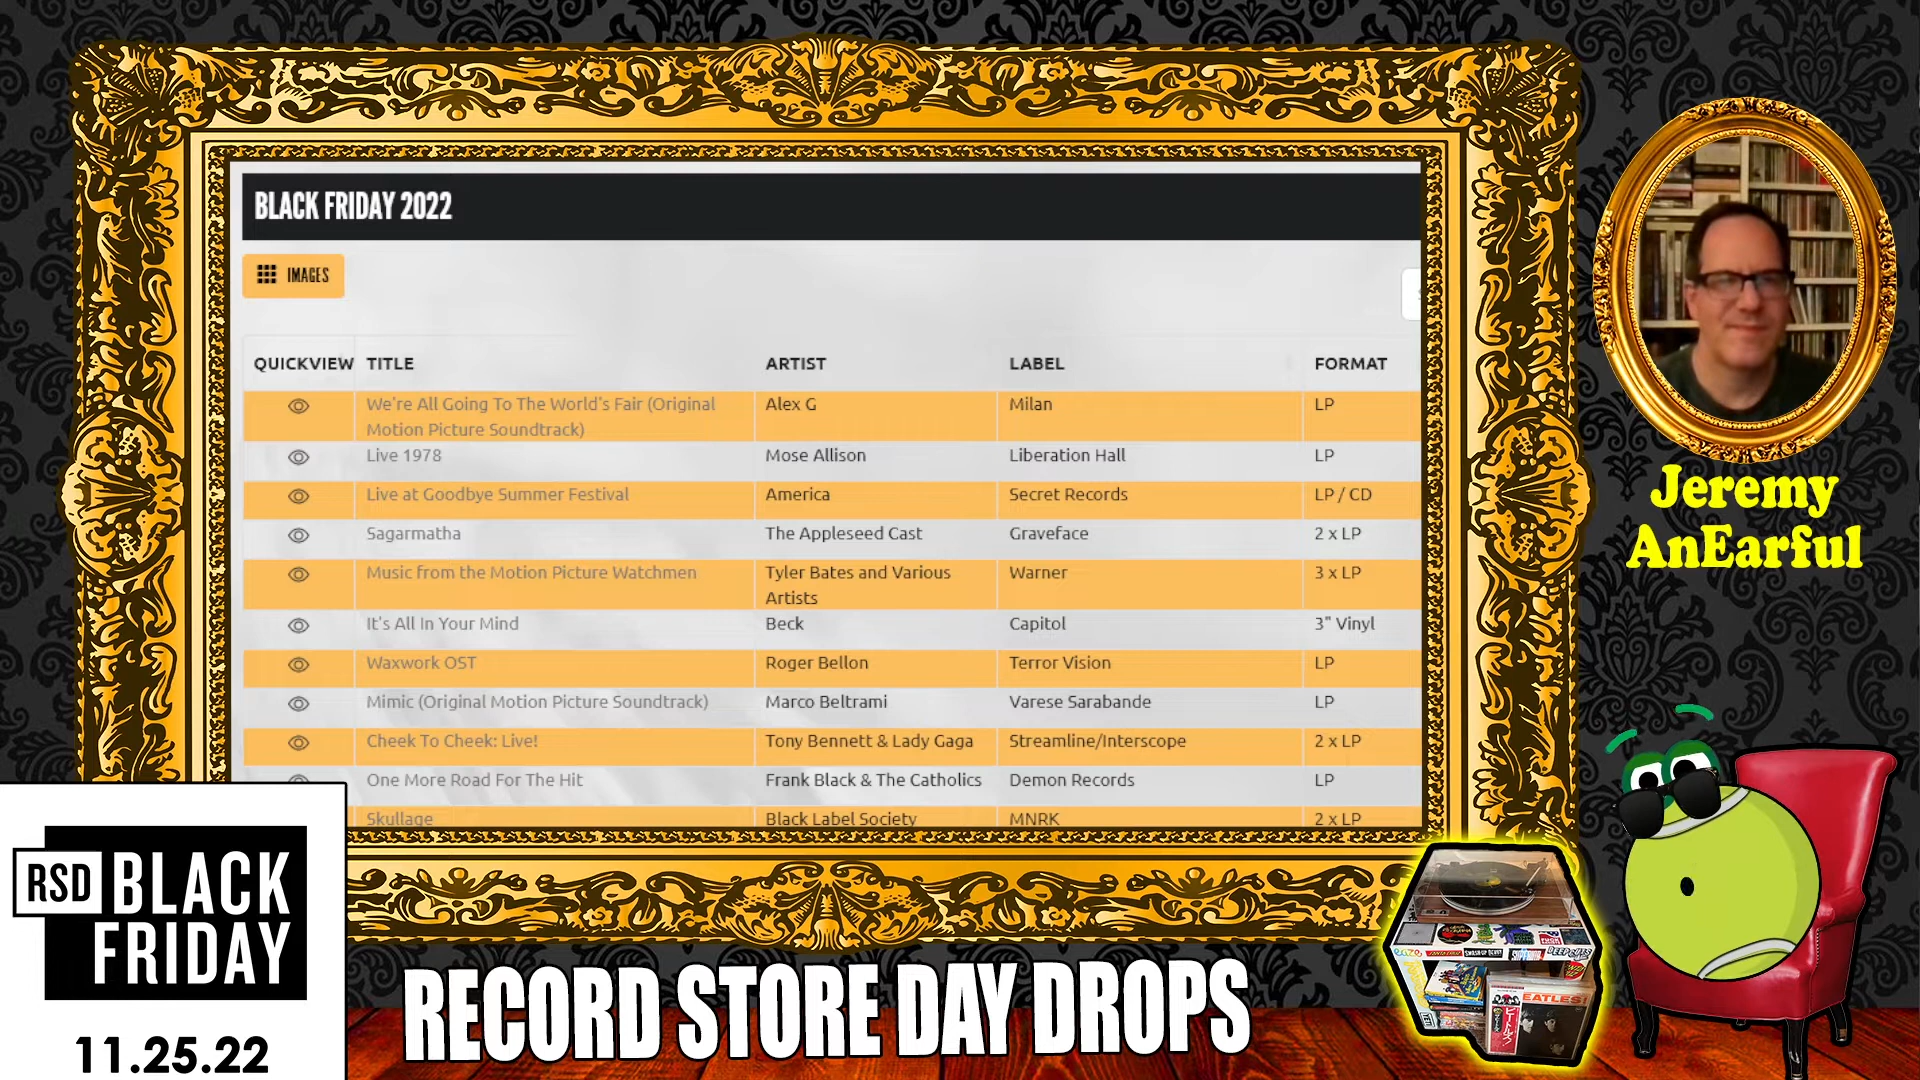 BLACK FRIDAY 2022
IMAGES
QUICKVIEW TITLE ARTIST LABEL FORMAT
We're All Going To The World's Fair (Original Alex G Milan LP
Motion Picture Soundtrack)
Live 1978 Mose Allison Liberation Hall LP
Live at Goodbye Summer Festival America Secret Records LP / CD
Sagarmatha The Appleseed Cast Graveface 2 x LP
Music from the Motion Picture Watchmen Tyler Bates and Various Warner 3 x LP
Artists
It's All In Your Mind Beck Capitol 3" Vinyl
Waxwork OST Roger Bellon Terror Vision LP
Mimic (Original Motion Picture Soundtrack) Marco Beltrami Varese Sarabande LP
Cheek To Cheek: Live! Tony Bennett & Lady Gaga Streamline/Interscope 2 x LP
One More Road For The Hit Frank Black & The Catholics Demon Records LP
Skullage Black Label Society MNRK 2 x LP
Jeremy
AnEarful
RSD BLACK
FRIDAY
11.25.22
RECORD STORE DAY DROPS
EATLES!